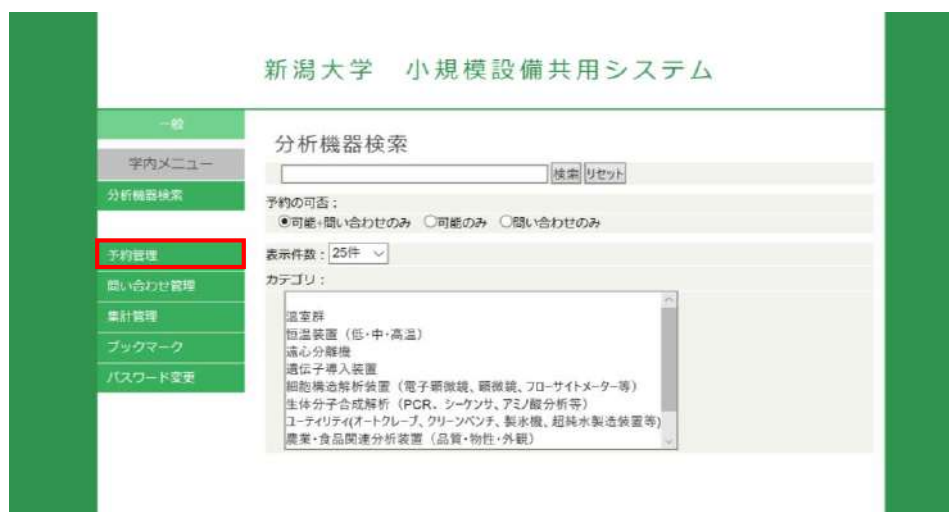 新潟大学 小規模設備共用システム
一般
学内メニュー
分析機器検索
予約管理
問い合わせ管理
集計管理
ブックマーク
パスワード変更
分析機器検索
検索 リセット
予約の可否:
可能+問い合わせのみ 可能のみ 問い合わせのみ
表示件数: 25件
カテゴリ:
温室群
恒温装置(低・中・高温)
遠心分離機
遺伝子導入装置
細胞構造解析装置(電子顕微鏡、顕微鏡、フローサイトメーター等)
生体分子合成解析(PCR、シーケンサ、アミノ酸分析等)
ユーティリティ(オートクレーブ、クリーンベンチ、製氷機、超純水製造装置等)
農業・食品関連分析装置(品質・物性・外観)